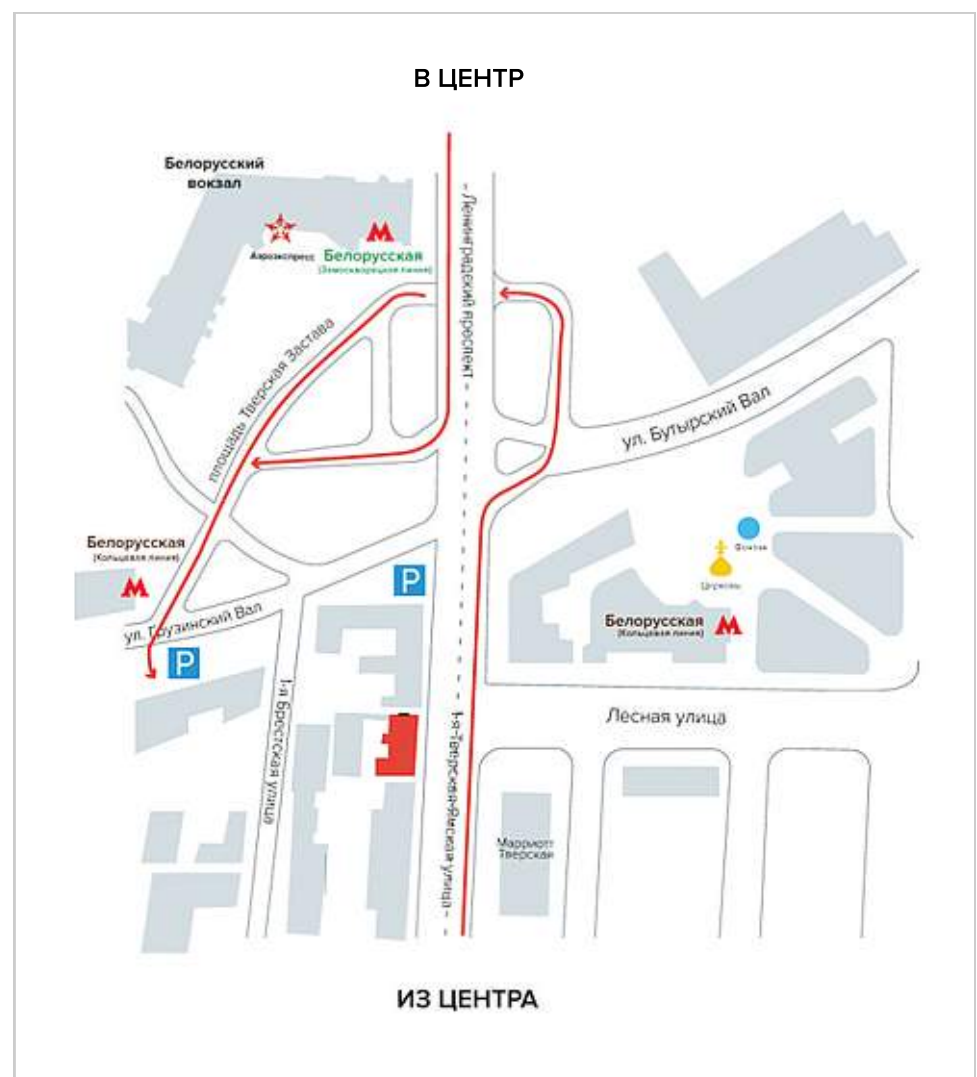 В ЦЕНТР
Белорусский
вокзал
Аэроэкспресс
Белорусская
(Замоскворецкая линия)
Ленинградский проспект
площадь Тверская Застава
ул. Бутырский Вал
Белорусская
(Кольцевая линия)
P
Фонтан
Церковь
ул. Грузинский Вал
P
Белорусская
(Кольцевая линия)
1-я Брестская улица
Лесная улица
1-я Тверская-Ямская улица
Марриотт
Тверская
ИЗ ЦЕНТРА